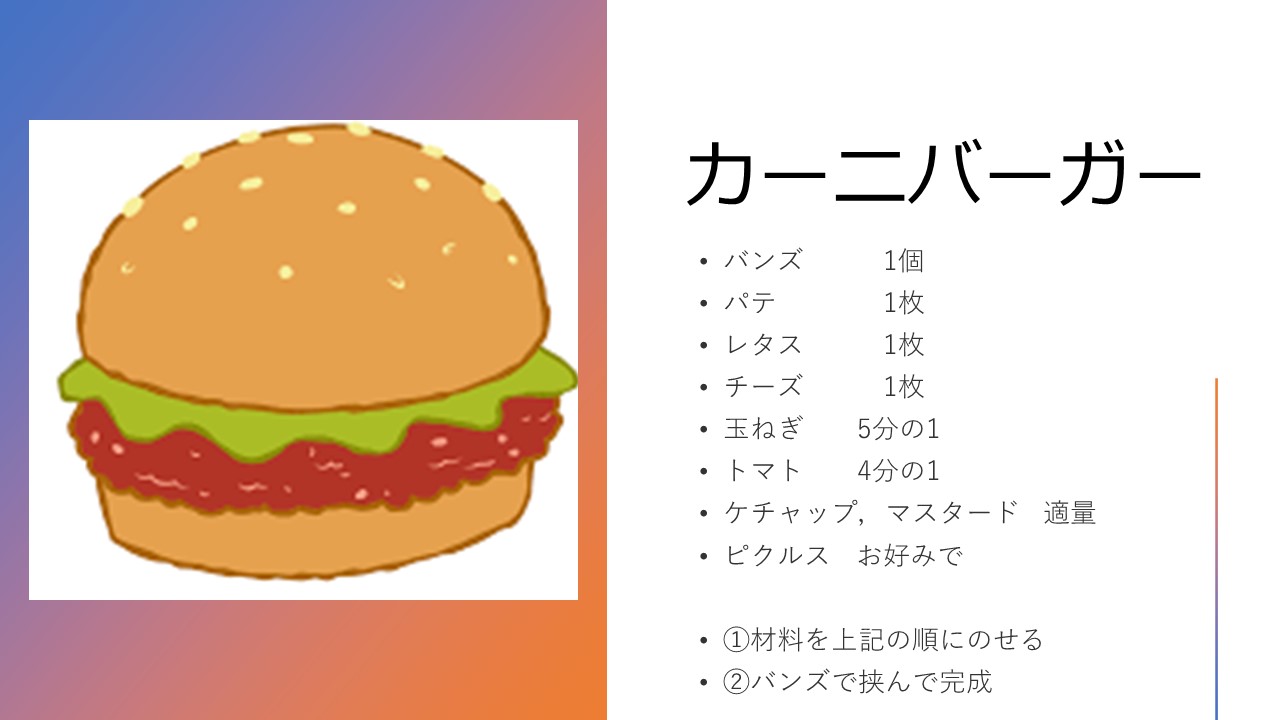 カーニバーガー
• バンズ　　　1個
• パテ　　　　1枚
• レタス　　　1枚
• チーズ　　　1枚
• 玉ねぎ　　5分の1
• トマト　　4分の1
• ケチャップ，マスタード　適量
• ピクルス　お好みで
• ①材料を上記の順にのせる
• ②バンズで挟んで完成